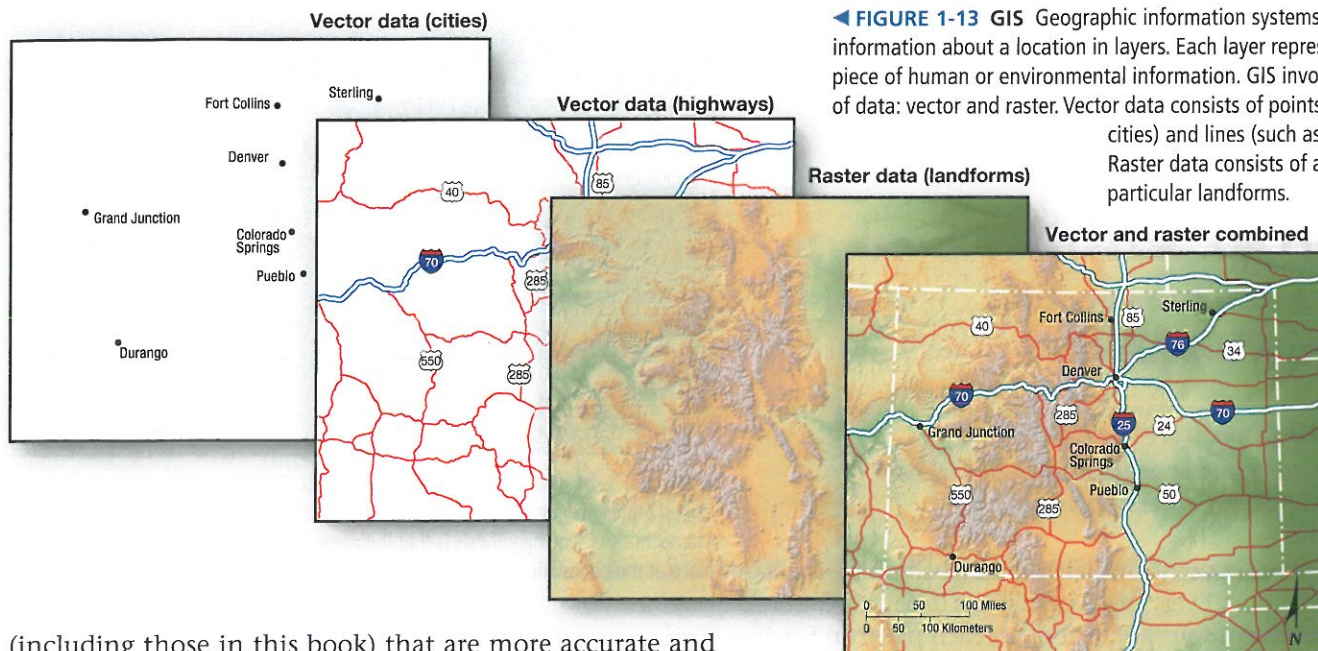 Vector data (cities)
Fort Collins
Sterling
Denver
Grand Junction
Colorado
Springs
Pueblo
Durango
Vector data (highways)
40
85
70
285
550
285
Raster data (landforms)
◀ FIGURE 1-13 GIS Geographic information systems
information about a location in layers. Each layer
piece of human or environmental information. GIS
of data: vector and raster. Vector data consists of points
cities) and lines (such as
Raster data consists of a
particular landforms.
Vector and raster combined
Fort Collins
85
Sterling
40
76
34
Denver
70
285
25
24
70
Grand Junction
Colorado
Springs
Pueblo
50
550
285
Durango
0 50 100 Miles
0 50 100 Kilometers
N
(including those in this book) that are more accurate and